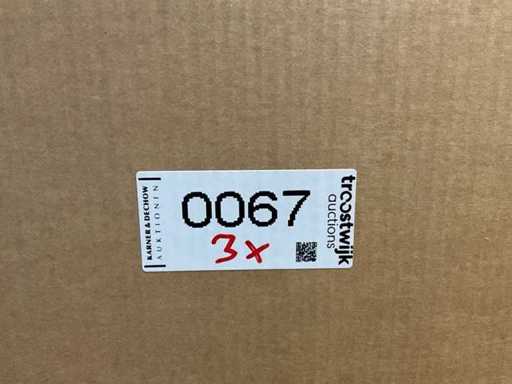 KARNER & DECHOW
AUKTIONEN
0067
3x
troostwijk
auctions